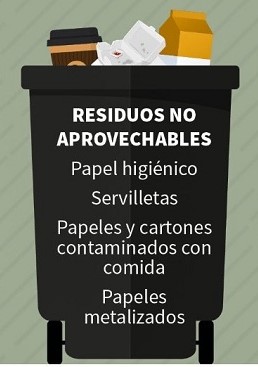 RESIDUOS NO
APROVECHABLES
Papel higiénico
Servilletas
Papeles y cartones
contaminados con
comida
Papeles
metalizados